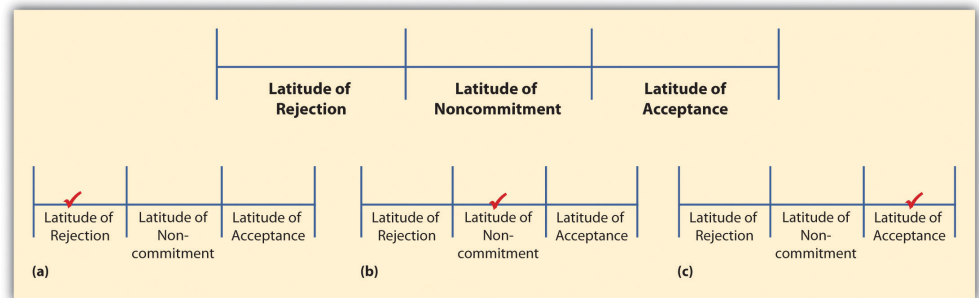 Latitude of Rejection
Latitude of Noncommitment
Latitude of Acceptance
Latitude of Rejection
Latitude of Non-
commitment
Latitude of Acceptance
(a)
Latitude of Rejection
Latitude of Non-
commitment
Latitude of Acceptance
(b)
Latitude of Rejection
Latitude of Non-
commitment
Latitude of Acceptance
(c)